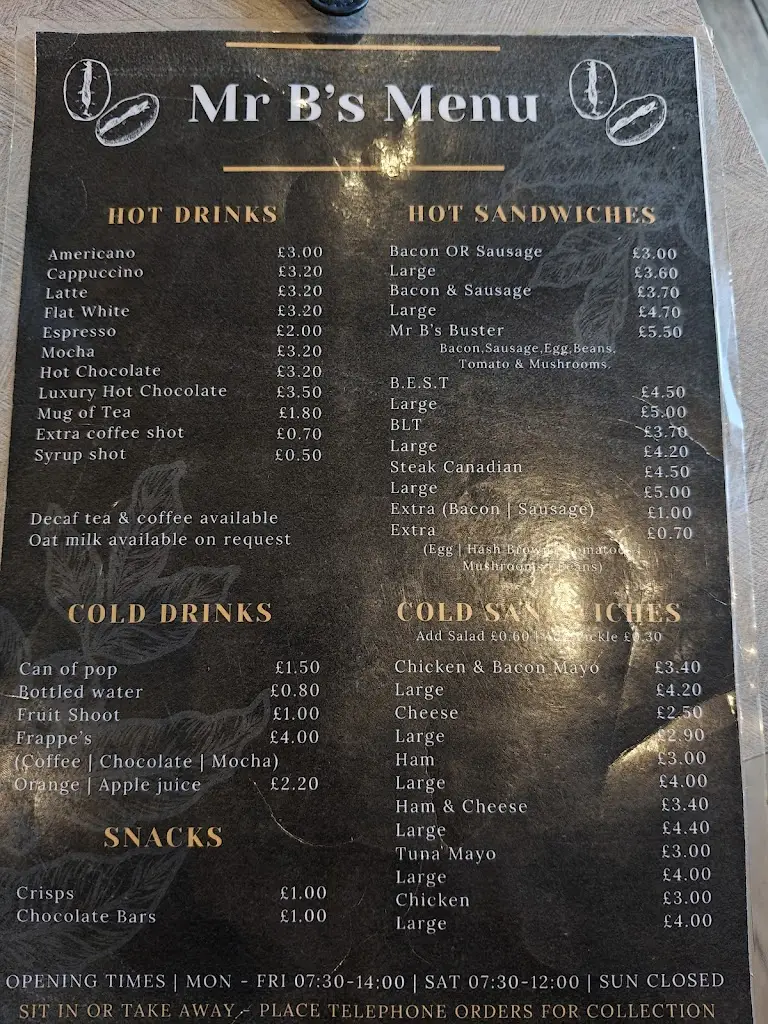 Mr B's Menu
HOT DRINKS
Americano £3.00
Cappuccino £3.20
Latte £3.20
Flat White £3.20
Espresso £2.00
Mocha £3.20
Hot Chocolate £3.20
Luxury Hot Chocolate £3.50
Mug of Tea £1.80
Extra coffee shot £0.70
Syrup shot £0.50
Decaf tea & coffee available
Oat milk available on request
COLD DRINKS
Can of pop £1.50
Bottled water £0.80
Fruit Shoot £1.00
Frappe's £4.00
(Coffee | Chocolate | Mocha)
Orange | Apple juice £2.20
SNACKS
Crisps £1.00
Chocolate Bars £1.00
HOT SANDWICHES
Bacon OR Sausage £3.00
Large £3.60
Bacon & Sausage £3.70
Large £4.70
Mr B's Buster £5.50
Bacon,Sausage,Egg,Beans,
Tomato & Mushrooms.
B.E.S.T £4.50
Large £5.00
BLT £3.70
Large £4.20
Steak Canadian £4.50
Large £5.00
Extra (Bacon | Sausage) £1.00
Extra £0.70
(Egg | Hash Brown | Tomatoes |
Mushrooms | Beans)
COLD SANDWICHES
Add Salad £0.60 | Add Pickle £0.30
Chicken & Bacon Mayo £3.40
Large £4.20
Cheese £2.50
Large £2.90
Ham £3.00
Large £4.00
Ham & Cheese £3.40
Large £4.40
Tuna Mayo £3.00
Large £4.00
Chicken £3.00
Large £4.00
OPENING TIMES | MON - FRI 07:30-14:00 | SAT 07:30-12:00 | SUN CLOSED
SIT IN OR TAKE AWAY - PLACE TELEPHONE ORDERS FOR COLLECTION